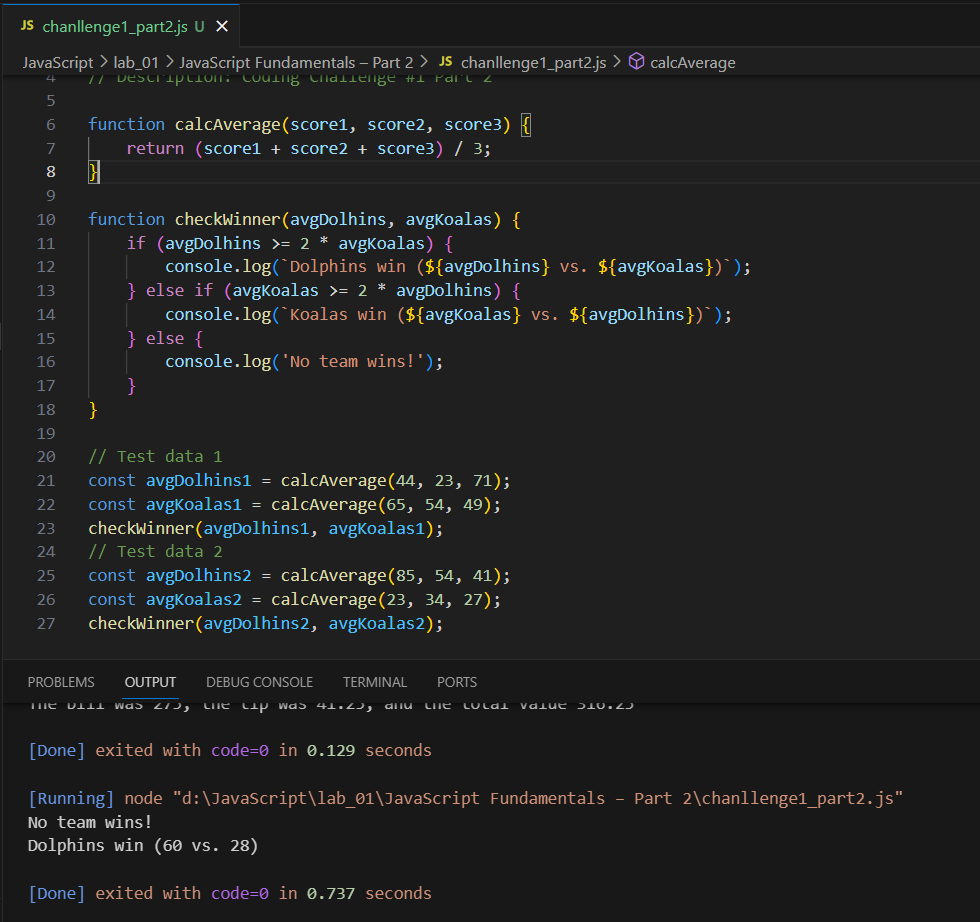 JS chanllenge1_part2.js U ×
JavaScript > lab_01 > JavaScript Fundamentals – Part 2 > JS chanllenge1_part2.js > calcAverage
4 // Description: Coding Challenge #1 Part 2
5
6 function calcAverage(score1, score2, score3) {
7     return (score1 + score2 + score3) / 3;
8 }
9
10 function checkWinner(avgDolhins, avgKoalas) {
11     if (avgDolhins >= 2 * avgKoalas) {
12         console.log(`Dolphins win (${avgDolhins} vs. ${avgKoalas})`);
13     } else if (avgKoalas >= 2 * avgDolhins) {
14         console.log(`Koalas win (${avgKoalas} vs. ${avgDolhins})`);
15     } else {
16         console.log('No team wins!');
17     }
18 }
19
20 // Test data 1
21 const avgDolhins1 = calcAverage(44, 23, 71);
22 const avgKoalas1 = calcAverage(65, 54, 49);
23 checkWinner(avgDolhins1, avgKoalas1);
24 // Test data 2
25 const avgDolhins2 = calcAverage(85, 54, 41);
26 const avgKoalas2 = calcAverage(23, 34, 27);
27 checkWinner(avgDolhins2, avgKoalas2);
PROBLEMS OUTPUT DEBUG CONSOLE TERMINAL PORTS
The bill was 275, the tip was 41.25, and the total value 316.25
[Done] exited with code=0 in 0.129 seconds
[Running] node "d:\JavaScript\lab_01\JavaScript Fundamentals – Part 2\chanllenge1_part2.js"
No team wins!
Dolphins win (60 vs. 28)
[Done] exited with code=0 in 0.737 seconds